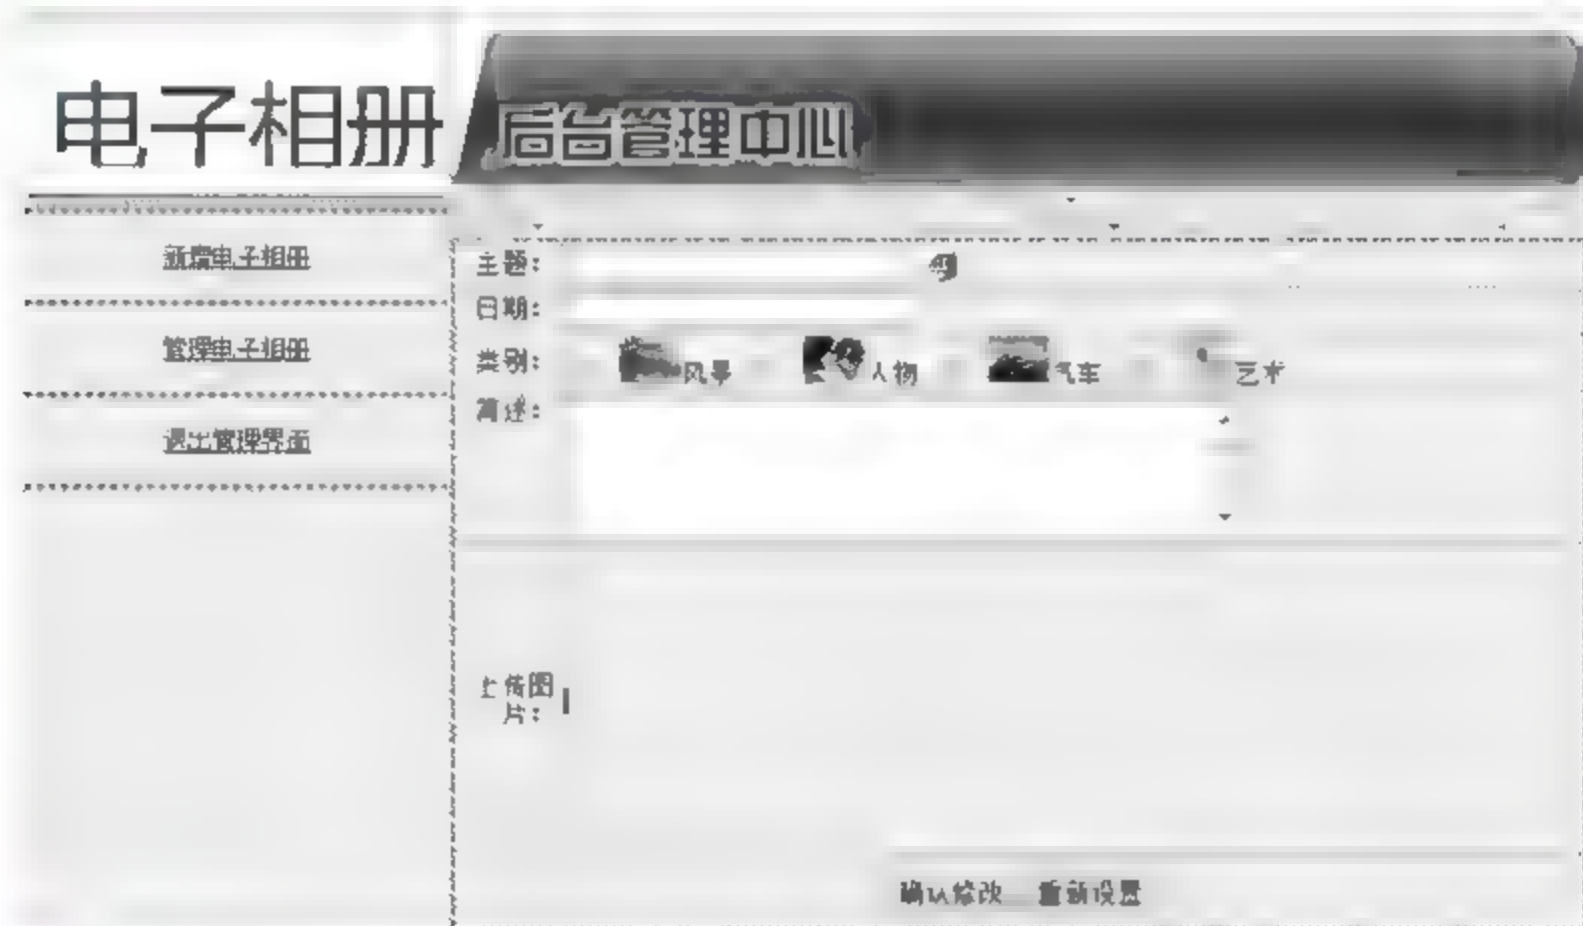 电子相册 后台管理中心
新增电子相册
管理电子相册
退出管理界面
主题：
日期：
类别： 风景 人物 汽车 艺术
简述：
上传图
片：
确认修改 重新设置